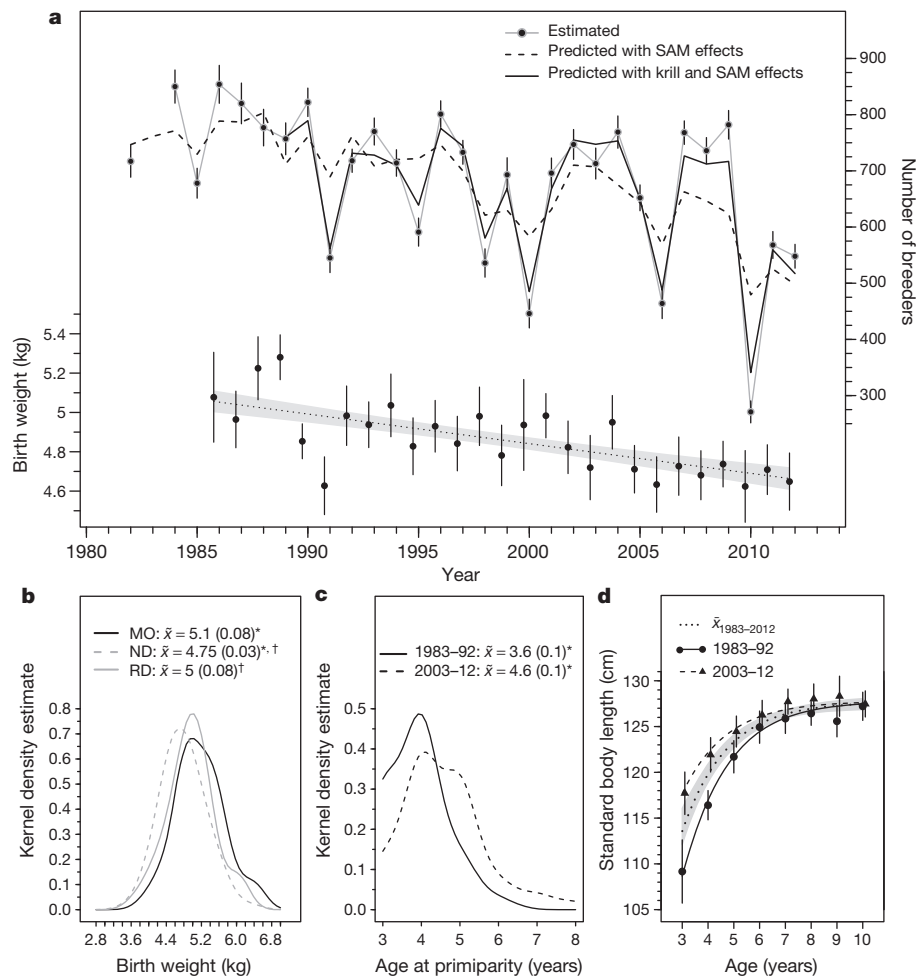 a
Estimated
Predicted with SAM effects
Predicted with krill and SAM effects
900
800
700
600
500
400
300
Number of breeders
5.4
5.2
5
4.8
4.6
Birth weight (kg)
1980 1985 1990 1995 2000 2005 2010
Year
b
MO: x̃ = 5.1 (0.08)*
ND: x̃ = 4.75 (0.03)*,†
RD: x̃ = 5 (0.08)†
0.8
0.7
0.6
0.5
0.4
0.3
0.2
0.1
0.0
Kernel density estimate
2.8 3.6 4.4 5.2 6.0 6.8
Birth weight (kg)
c
1983–92: x̃ = 3.6 (0.1)*
2003–12: x̃ = 4.6 (0.1)*
0.5
0.4
0.3
0.2
0.1
0.0
Kernel density estimate
3 4 5 6 7 8
Age at primiparity (years)
d
x̄1983–2012
1983–92
2003–12
130
125
120
115
110
105
Standard body length (cm)
3 4 5 6 7 8 9 10
Age (years)